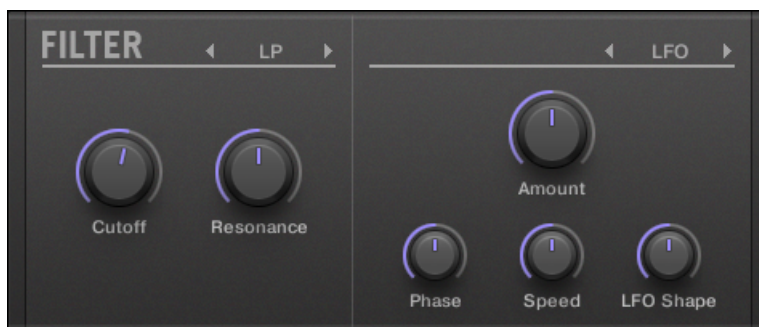 FILTER
LP
LFO
Cutoff
Resonance
Amount
Phase
Speed
LFO Shape